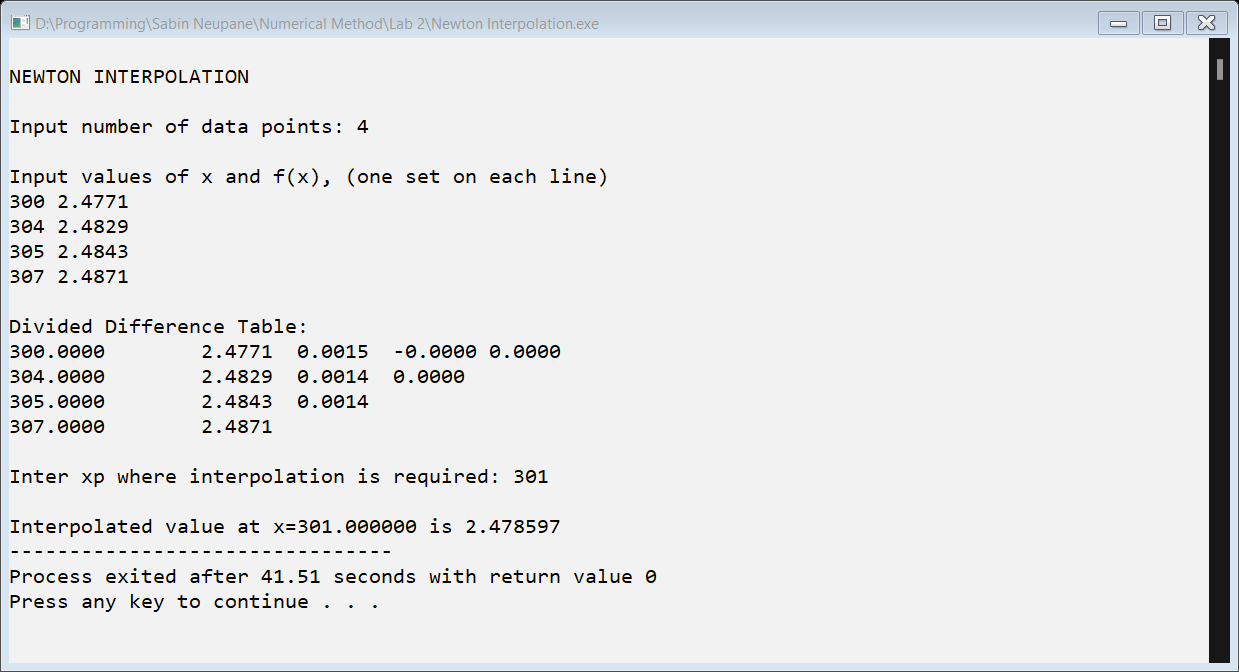 D:\Programming\Sabin Neupane\Numerical Method\Lab 2\Newton Interpolation.exe
NEWTON INTERPOLATION
Input number of data points: 4
Input values of x and f(x), (one set on each line)
300 2.4771
304 2.4829
305 2.4843
307 2.4871
Divided Difference Table:
300.0000        2.4771  0.0015  -0.0000 0.0000
304.0000        2.4829  0.0014  0.0000
305.0000        2.4843  0.0014
307.0000        2.4871
Inter xp where interpolation is required: 301
Interpolated value at x=301.000000 is 2.478597
--------------------------------
Process exited after 41.51 seconds with return value 0
Press any key to continue . . .